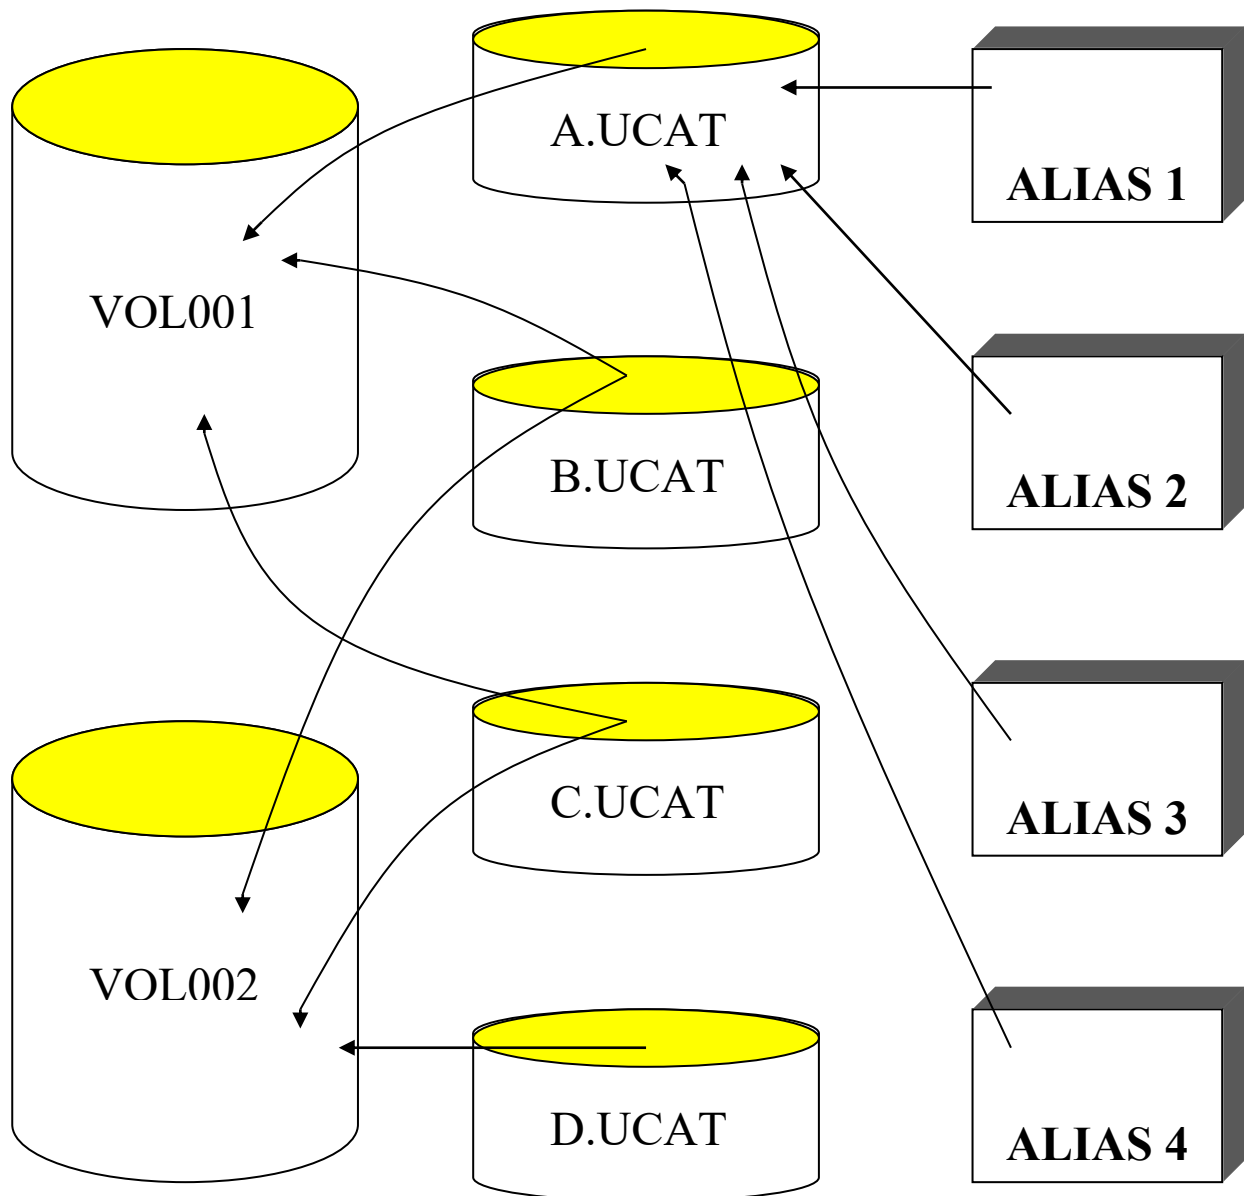 A.UCAT
ALIAS 1
VOL001
B.UCAT
ALIAS 2
C.UCAT
ALIAS 3
VOL002
D.UCAT
ALIAS 4